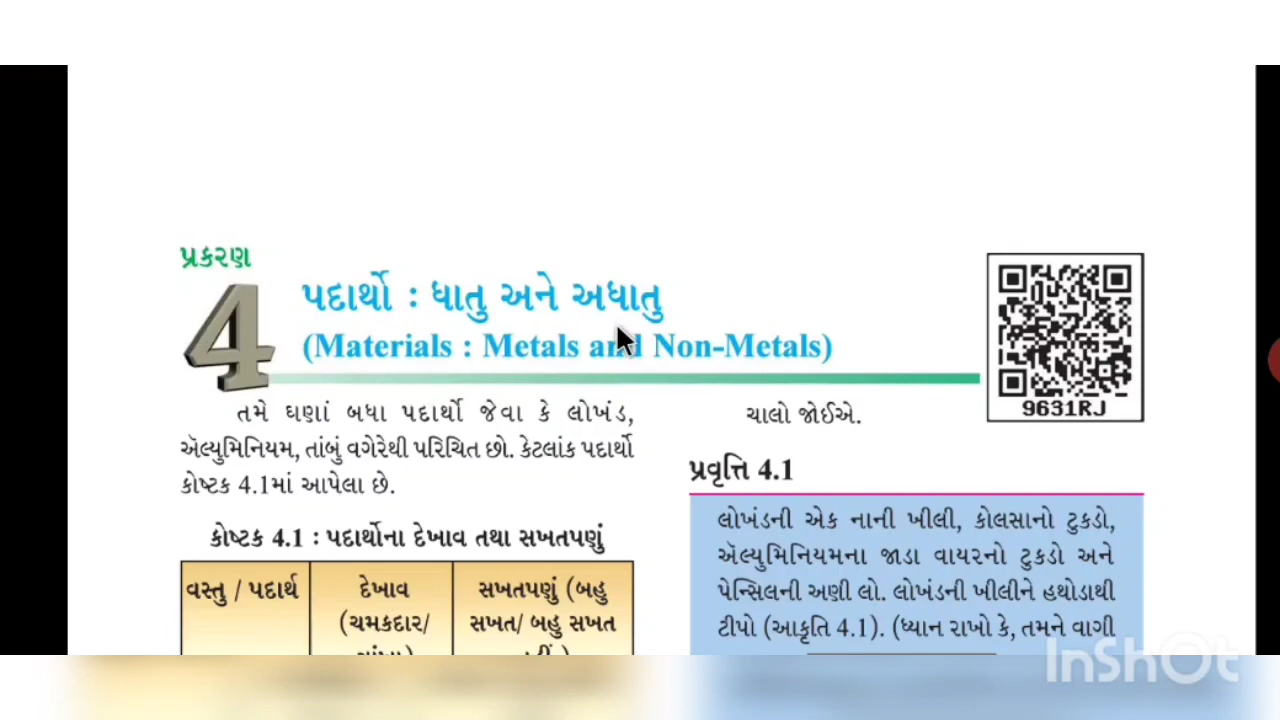 પ્રકરણ
4
પદાર્થો : ધાતુ અને અધાતુ
(Materials : Metals and Non-Metals)
9631RJ
તમે ઘણાં બધા પદાર્થો જેવા કે લોખંડ,
ઍલ્યુમિનિયમ, તાંબું વગેરેથી પરિચિત છો. કેટલાંક પદાર્થો
કોષ્ટક 4.1માં આપેલા છે.
કોષ્ટક 4.1 : પદાર્થોના દેખાવ તથા સખતપણું
વસ્તુ / પદાર્થ
દેખાવ
(ચમકદાર/
સખતપણું (બહુ
સખત/ બહુ સખત
ચાલો જોઈએ.
પ્રવૃત્તિ 4.1
લોખંડની એક નાની ખીલી, કોલસાનો ટુકડો,
ઍલ્યુમિનિયમના જાડા વાયરનો ટુકડો અને
પેન્સિલની અણી લો. લોખંડની ખીલીને હથોડાથી
ટીપો (આકૃતિ 4.1). (ધ્યાન રાખો કે, તમને વાગી
InShOt